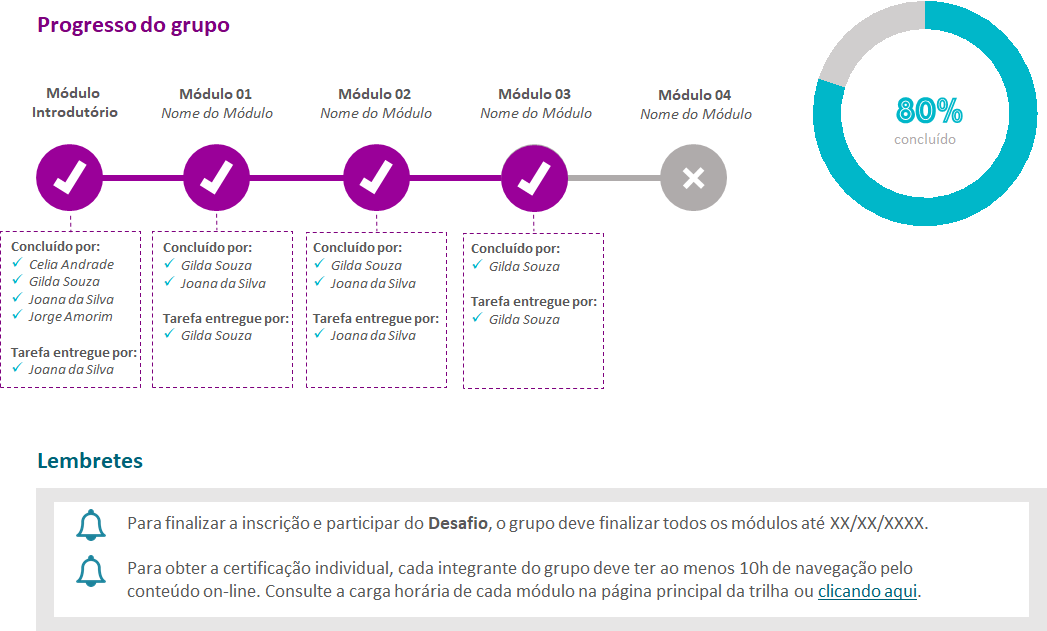 Progresso do grupo
80%
concluído
Módulo
Introdutório
Módulo 01
Nome do Módulo
Módulo 02
Nome do Módulo
Módulo 03
Nome do Módulo
Módulo 04
Nome do Módulo
Concluído por:
Celia Andrade
Gilda Souza
Joana da Silva
Jorge Amorim
Tarefa entregue por:
Joana da Silva
Concluído por:
Gilda Souza
Joana da Silva
Tarefa entregue por:
Gilda Souza
Concluído por:
Gilda Souza
Joana da Silva
Tarefa entregue por:
Joana da Silva
Concluído por:
Gilda Souza
Tarefa entregue por:
Gilda Souza
Lembretes
Para finalizar a inscrição e participar do Desafio, o grupo deve finalizar todos os módulos até XX/XX/XXXX.
Para obter a certificação individual, cada integrante do grupo deve ter ao menos 10h de navegação pelo
conteúdo on-line. Consulte a carga horária de cada módulo na página principal da trilha ou clicando aqui.